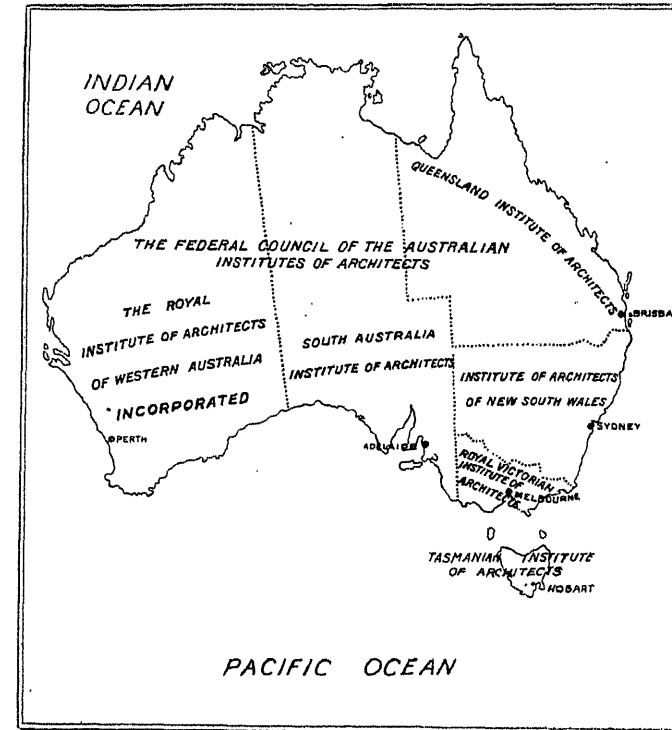 INDIAN
OCEAN
QUEENSLAND INSTITUTE OF ARCHITECTS
THE FEDERAL COUNCIL OF THE AUSTRALIAN
INSTITUTES OF ARCHITECTS
BRISBA
THE ROYAL
INSTITUTE OF ARCHITECTS
OF WESTERN AUSTRALIA
INCORPORATED
SOUTH AUSTRALIA
INSTITUTE OF ARCHITECTS
INSTITUTE OF ARCHITECTS
OF NEW SOUTH WALES
SYDNEY
PERTH
ADELAIDE
ROYAL VICTORIAN
INSTITUTE OF
ARCHITECTS
MELBOURNE
TASMANIAN INSTITUTE
OF ARCHITECTS
HOBART
PACIFIC OCEAN